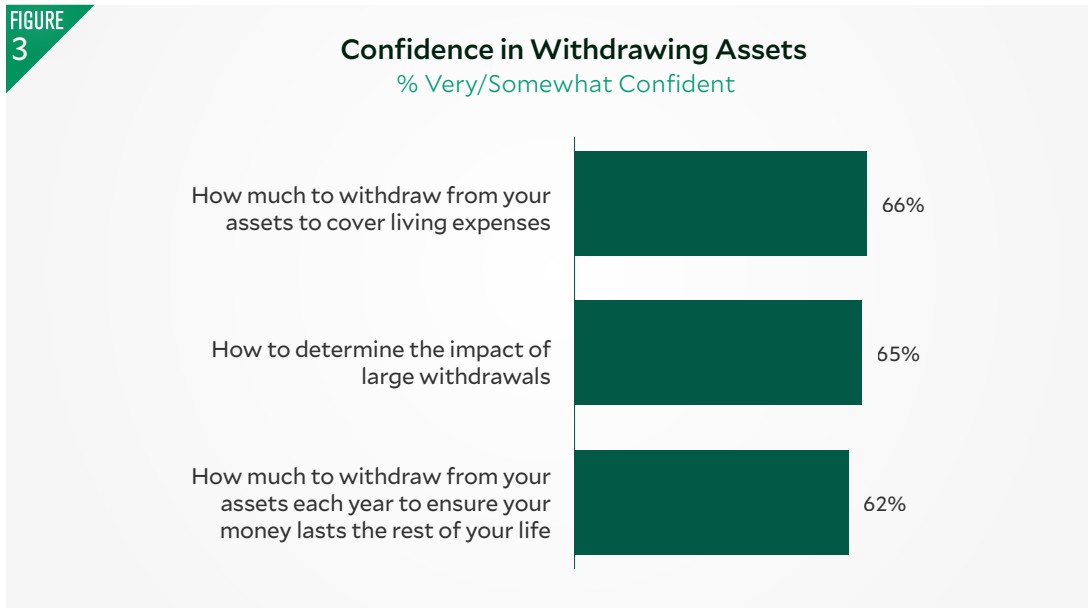 FIGURE
3
Confidence in Withdrawing Assets
% Very/Somewhat Confident
How much to withdraw from your
assets to cover living expenses
66%
How to determine the impact of
large withdrawals
65%
How much to withdraw from your
assets each year to ensure your
money lasts the rest of your life
62%